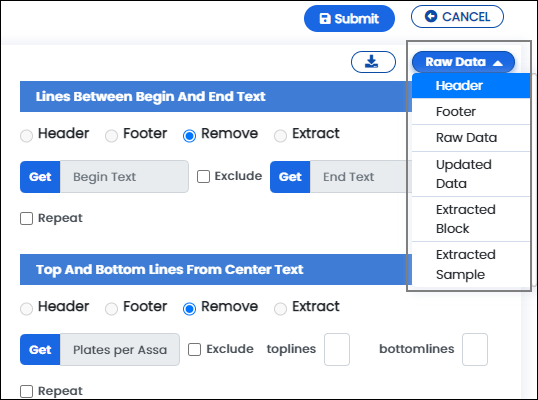 Submit
CANCEL
Raw Data
Lines Between Begin And End Text
Header
Footer
Raw Data
Updated
Data
Extracted
Block
Extracted
Sample
Header Footer Remove Extract
Get Begin Text Exclude Get End Text
Repeat
Top And Bottom Lines From Center Text
Header Footer Remove Extract
Get Plates per Assa Exclude toplines bottomlines
Repeat